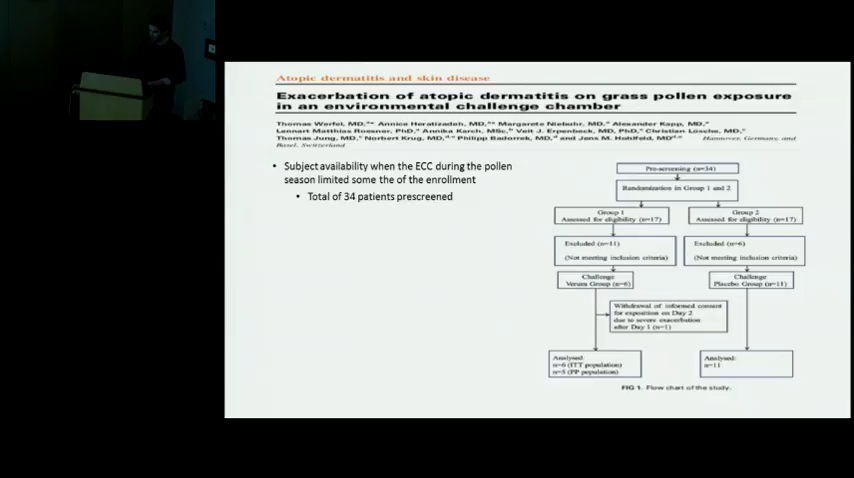 Atopic dermatitis and skin disease
Exacerbation of atopic dermatitis on grass pollen exposure
in an environmental challenge chamber
Thomas Werfel, MD,ᵃ* Annice Heratizadeh, MD,ᵃ* Margarete Niebuhr, MD,ᵃ Alexander Kapp, MD,ᵃ
Lennart Matthias Roesner, PhD,ᵃ Annika Karch, MSc,ᵇ Veit J. Erpenbeck, MD, PhD,ᶜ Christian Lösche, MD,ᶜ
Thomas Jung, MD,ᶜ Norbert Krug, MD, Philipp Badorrek, MD,ᵈ and Jens M. Hohlfeld, MD Hannover, Germany, and
Basel, Switzerland
• Subject availability when the ECC during the pollen
season limited some the of the enrollment
• Total of 34 patients prescreened
Pre-screening (n=34)
Randomization in Group 1 and 2
Group 1
Assessed for eligibility (n=17)
Group 2
Assessed for eligibility (n=17)
Excluded (n=11)
(Not meeting inclusion criteria)
Excluded (n=6)
(Not meeting inclusion criteria)
Challenge
Verum Group (n=6)
Challenge
Placebo Group (n=11)
Withdrawal of informed consent
for exposition on Day 2
due to severe exacerbation
after Day 1 (n=1)
Analysed:
n=6 (ITT population)
n=5 (PP population)
Analysed:
n=11
FIG 1. Flow chart of the study.